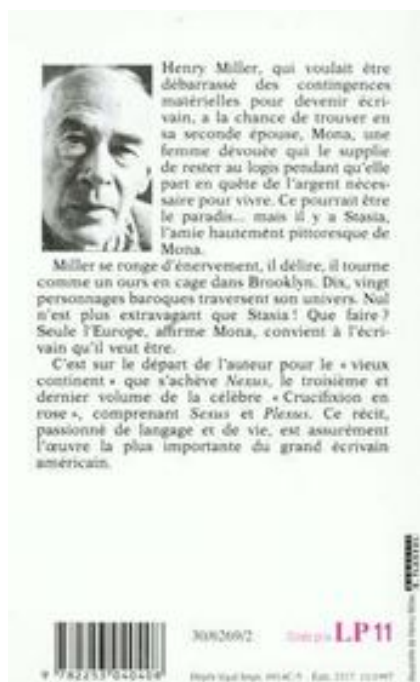 Henry Miller, qui voulait être
débarrassé des contingences
matérielles pour devenir écri-
vain, a la chance de trouver en
sa seconde épouse, Mona, une
femme dévouée qui le supplie
de rester au logis pendant qu'elle
part en quête de l'argent néces-
saire pour vivre. Ce pourrait être
le paradis... mais il y a Stasia,
l'amie hautement pittoresque de
Mona.
Miller se ronge d'énervement, il délire, il tourne
comme un ours en cage dans Brooklyn. Dix, vingt
personnages baroques traversent son univers. Nul
n'est plus extravagant que Stasia ! Que faire ?
Seule l'Europe, affirme Mona, convient à l'écri-
vain qu'il veut être.
C'est sur le départ de l'auteur pour le « vieux
continent » que s'achève Nexus, le troisième et
dernier volume de la célèbre « Crucifixion en
rose », comprenant Sexus et Plexus. Ce récit,
passionné de langage et de vie, est assurément
l'œuvre la plus importante du grand écrivain
américain.
30/6269/2
LP 11
9 782253 040408